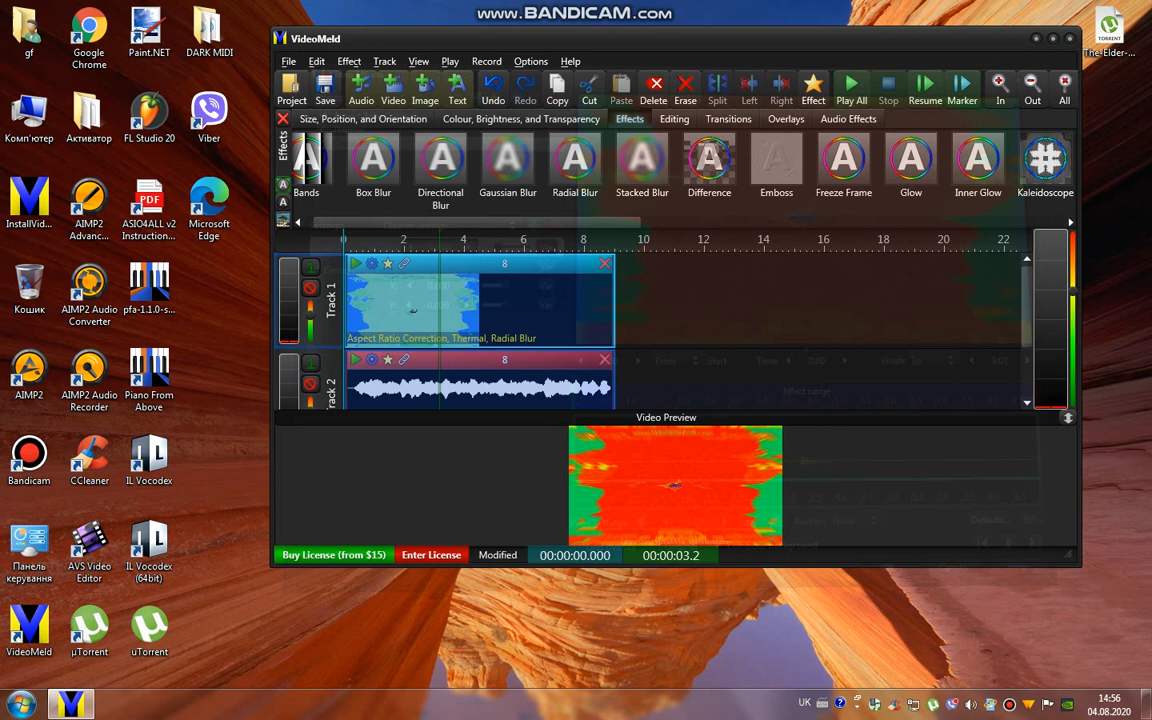 www.BANDICAM.com
gf
Google Chrome
Paint.NET
DARK MIDI
Комп'ютер
Активатор
FL Studio 20
Viber
InstallVid...
AIMP2 Advanc...
ASIO4ALL v2 Instruction...
Microsoft Edge
Кошик
AIMP2 Audio Converter
pfa-1.1.0-s...
AIMP2
AIMP2 Audio Recorder
Piano From Above
Bandicam
CCleaner
IL Vocodex
Панель керування
AVS Video Editor
IL Vocodex (64bit)
VideoMeld
µTorrent
uTorrent
TORRENT
The-Elder-...
VideoMeld
File Edit Effect Track View Play Record Options Help
Project Save Audio Video Image Text Undo Redo Copy Cut Paste Delete Erase Split Left Right Effect Play All Stop Resume Marker In Out All
Size, Position, and Orientation Colour, Brightness, and Transparency Effects Editing Transitions Overlays Audio Effects
Effects
Bands Box Blur Directional Blur Gaussian Blur Radial Blur Stacked Blur Difference Emboss Freeze Frame Glow Inner Glow Kaleidoscope
0 2 4 6 8 10 12 14 16 18 20 22
Track 1
8
Aspect Ratio Correction, Thermal, Radial Blur
Track 2
8
Video Preview
Buy License (from $15) Enter License Modified 00:00:00.000 00:00:03.2
UK
14:56
04.08.2020